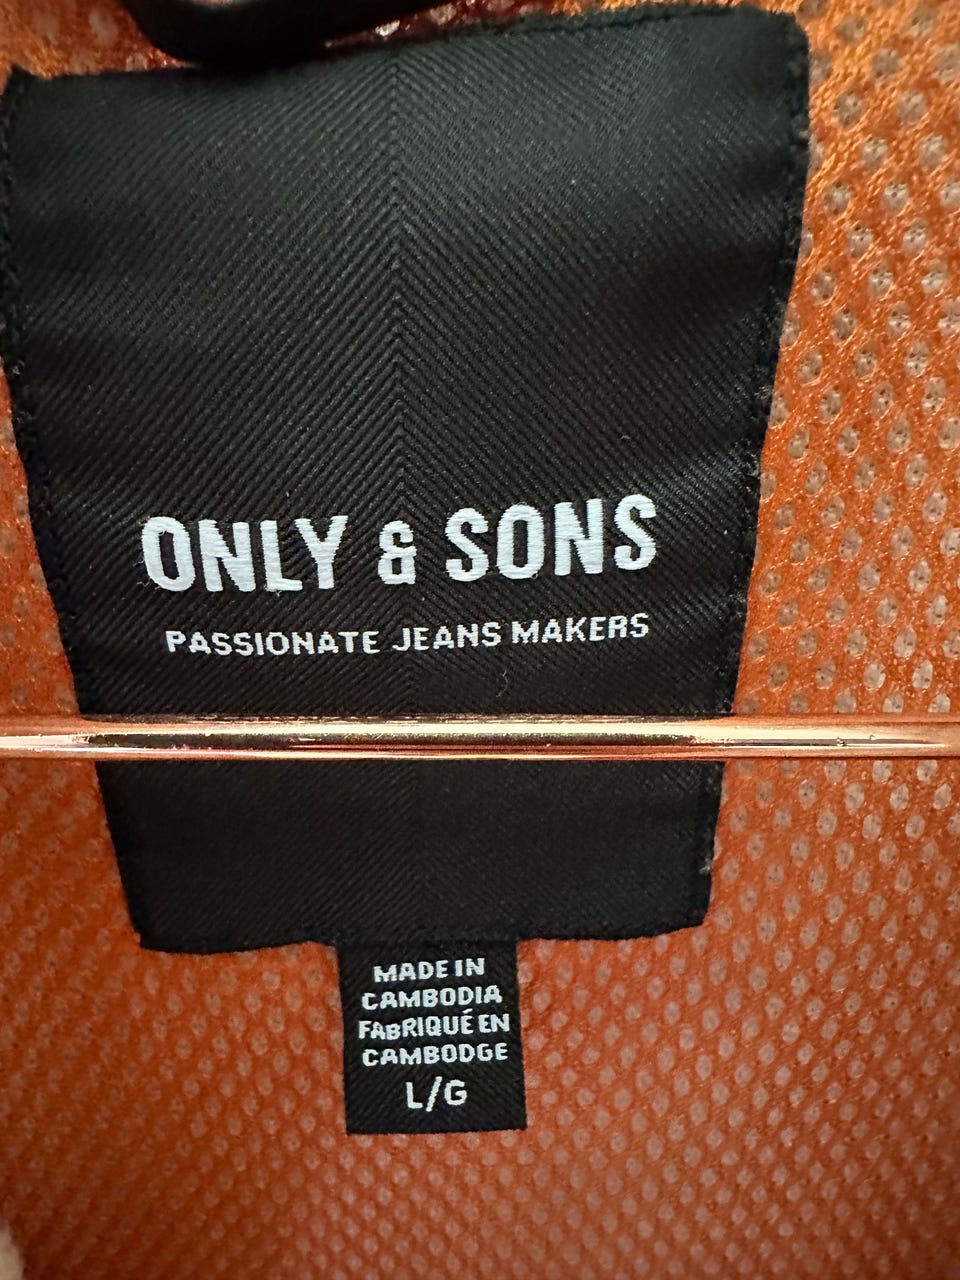 ONLY & SONS
PASSIONATE JEANS MAKERS
MADE IN
CAMBODIA
FABRIQUÉ EN
CAMBODGE
L/G